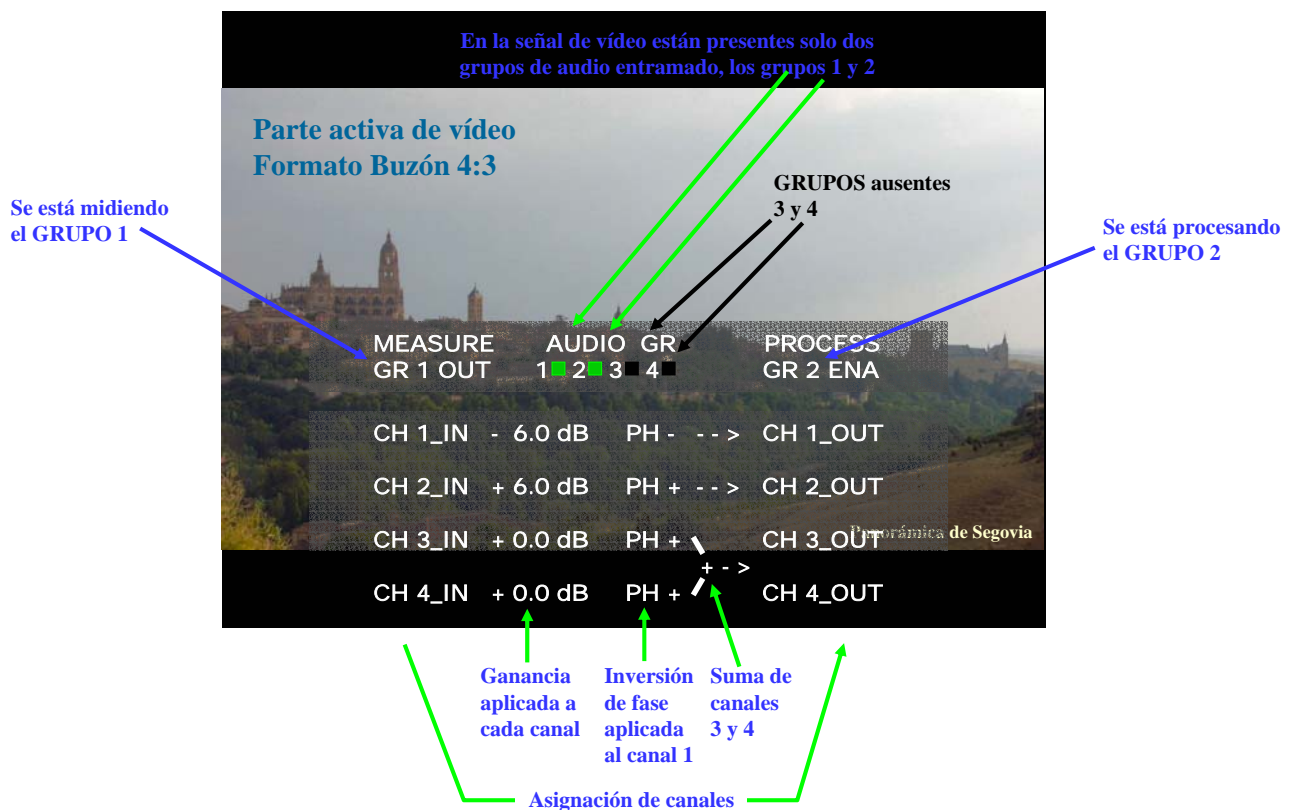 En la señal de vídeo están presentes solo dos
grupos de audio entramado, los grupos 1 y 2
Parte activa de vídeo
Formato Buzón 4:3
GRUPOS ausentes
3 y 4
Se está midiendo
el GRUPO 1
Se está procesando
el GRUPO 2
MEASURE AUDIO GR PROCESS
GR 1 OUT 1 2 3 4 GR 2 ENA
CH 1_IN - 6.0 dB PH - - - > CH 1_OUT
CH 2_IN + 6.0 dB PH + - - > CH 2_OUT
Panorámica de Segovia
CH 3_IN + 0.0 dB PH + \ CH 3_OUT
+ - >
CH 4_IN + 0.0 dB PH + / CH 4_OUT
Ganancia
aplicada a
cada canal
Inversión
de fase
aplicada
al canal 1
Suma de
canales
3 y 4
Asignación de canales